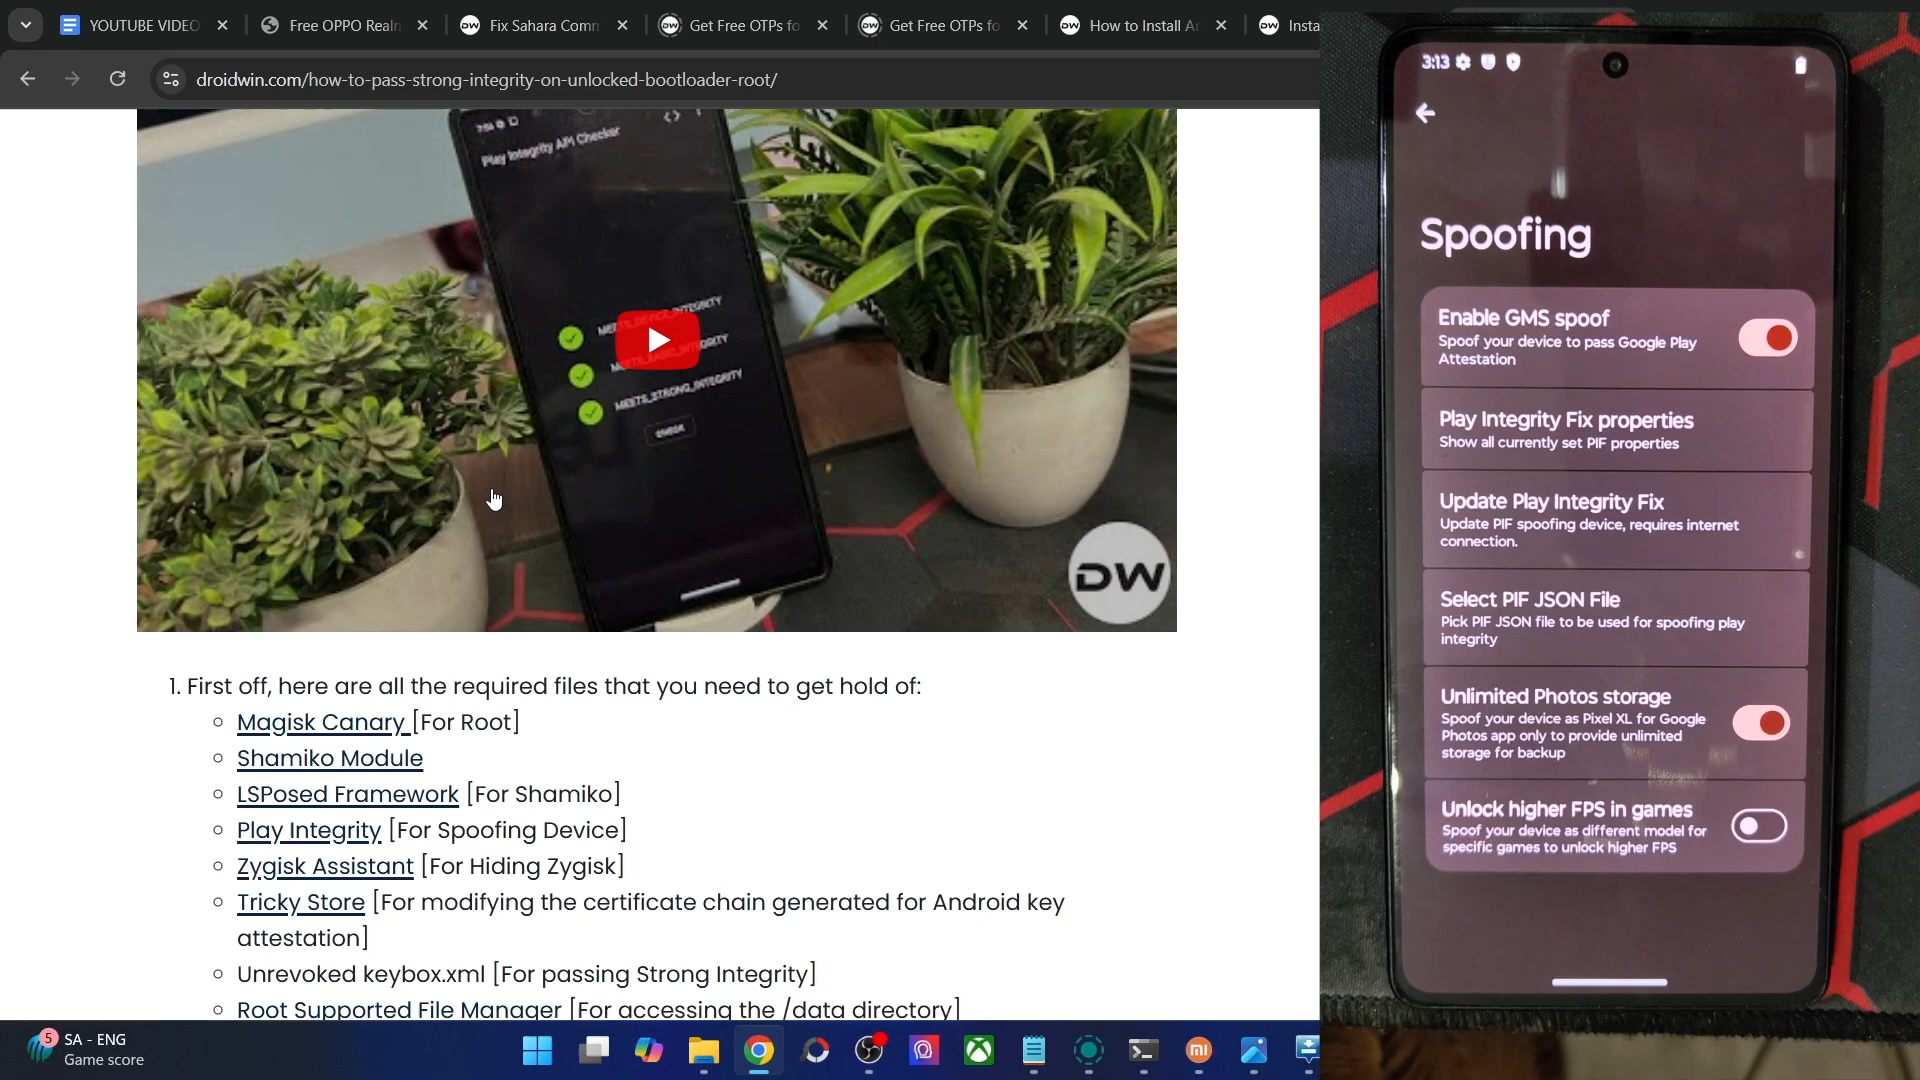 YOUTUBE VIDEO
Free OPPO Realn
Fix Sahara Comm
Get Free OTPs fo
Get Free OTPs fo
How to Install An
Insta
droidwin.com/how-to-pass-strong-integrity-on-unlocked-bootloader-root/
Play Integrity API Checker
MEETS_DEVICE_INTEGRITY
MEETS_BASIC_INTEGRITY
MEETS_STRONG_INTEGRITY
CHECK
DW
1. First off, here are all the required files that you need to get hold of:
Magisk Canary [For Root]
Shamiko Module
LSPosed Framework [For Shamiko]
Play Integrity [For Spoofing Device]
Zygisk Assistant [For Hiding Zygisk]
Tricky Store [For modifying the certificate chain generated for Android key
attestation]
Unrevoked keybox.xml [For passing Strong Integrity]
Root Supported File Manager [For accessing the /data directory]
5
SA - ENG
Game score
3:13
Spoofing
Enable GMS spoof
Spoof your device to pass Google Play
Attestation
Play Integrity Fix properties
Show all currently set PIF properties
Update Play Integrity Fix
Update PIF spoofing device, requires internet
connection.
Select PIF JSON File
Pick PIF JSON file to be used for spoofing play
integrity
Unlimited Photos storage
Spoof your device as Pixel XL for Google
Photos app only to provide unlimited
storage for backup
Unlock higher FPS in games
Spoof your device as different model for
specific games to unlock higher FPS